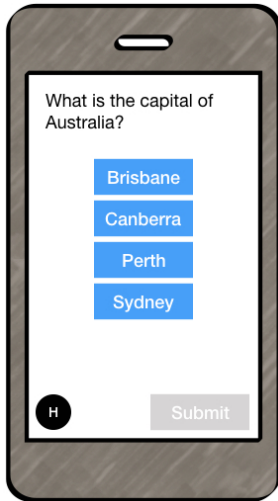 What is the capital of
Australia?
Brisbane
Canberra
Perth
Sydney
H
Submit